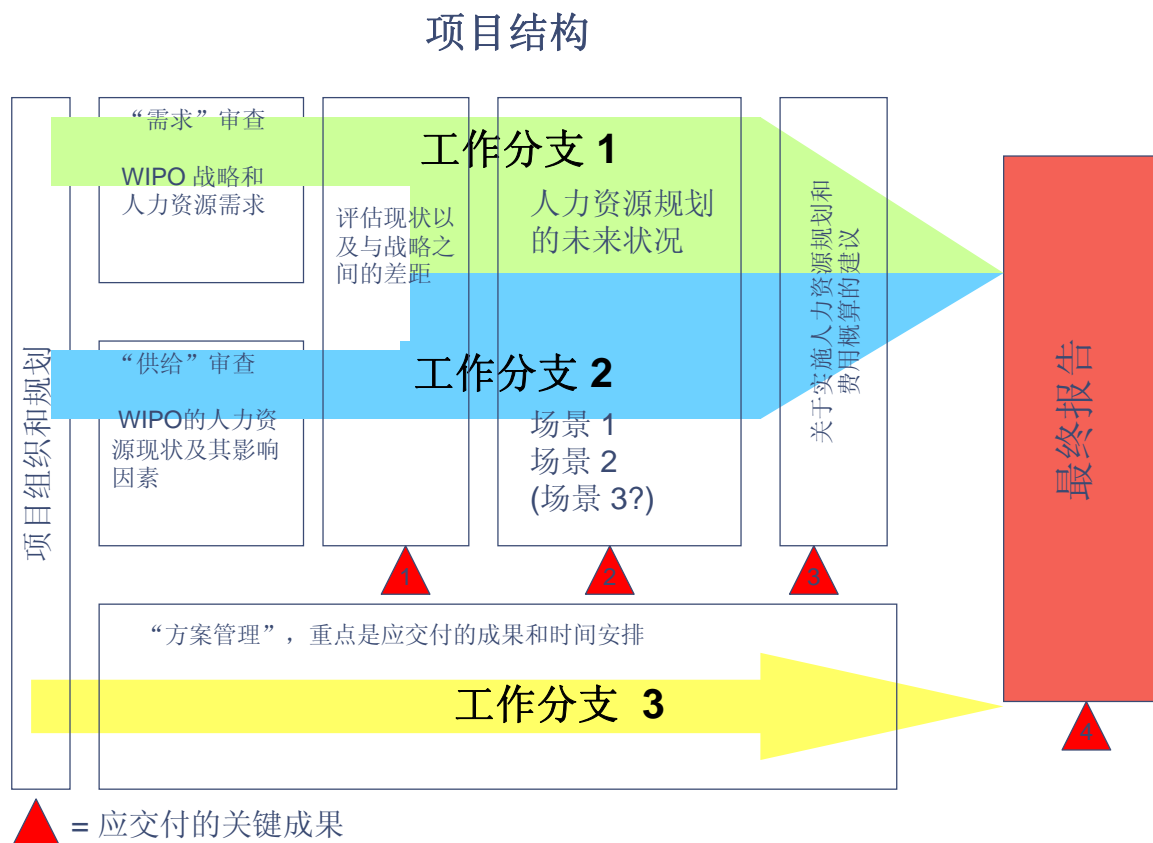 项目结构
项目组织和规划
“需求”审查
WIPO 战略和
人力资源需求
工作分支 1
评估现状以
及与战略之
间的差距
人力资源规划
的未来状况
关于实施人力资源规划和
费用概算的建议
“供给”审查
WIPO的人力资
源现状及其影响
因素
工作分支 2
场景 1
场景 2
(场景 3?)
最终报告
1
2
3
“方案管理”，重点是应交付的成果和时间安排
工作分支 3
4
= 应交付的关键成果